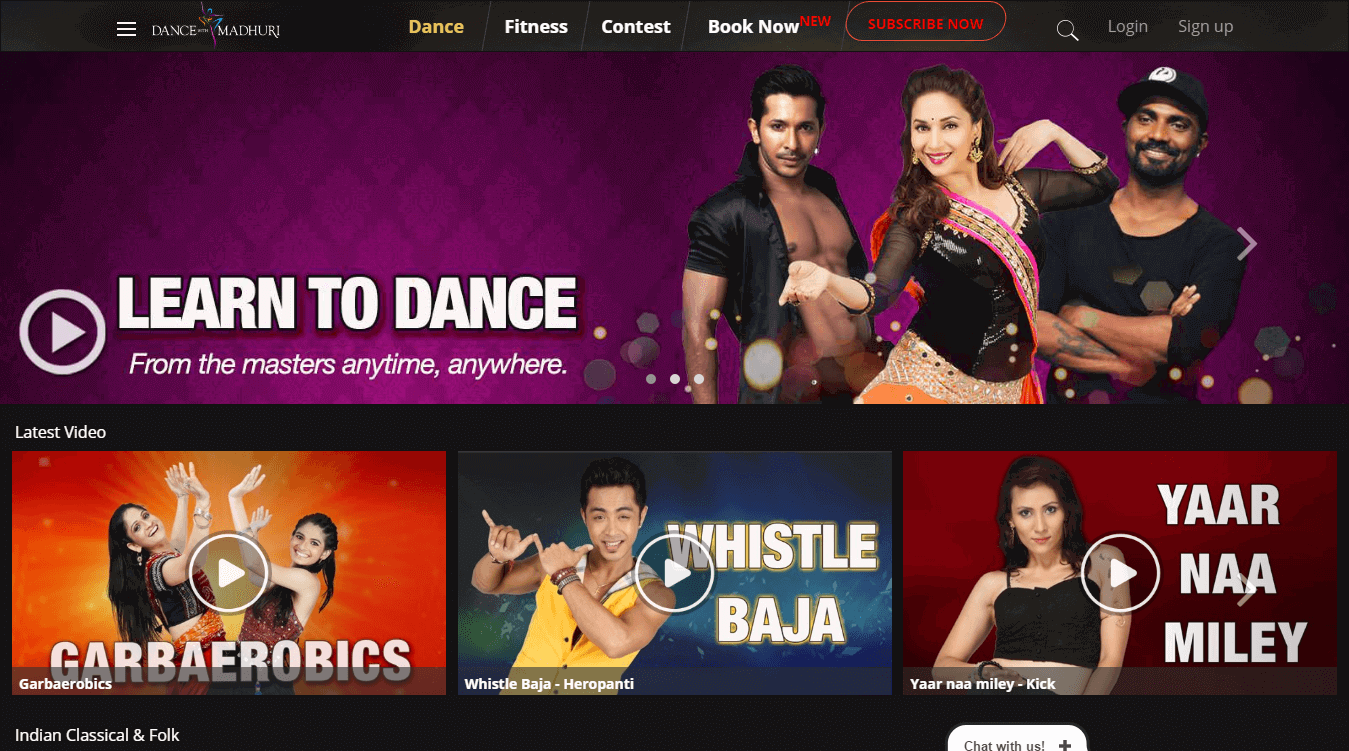 DANCE WITH MADHURI
Dance
Fitness
Contest
Book Now NEW
SUBSCRIBE NOW
Login
Sign up
LEARN TO DANCE
From the masters anytime, anywhere.
Latest Video
GARBAEROBICS
Garbaerobics
WHISTLE
BAJA
Whistle Baja - Heropanti
YAAR
NAA
MILEY
Yaar naa miley - Kick
Indian Classical & Folk
Chat with us! +